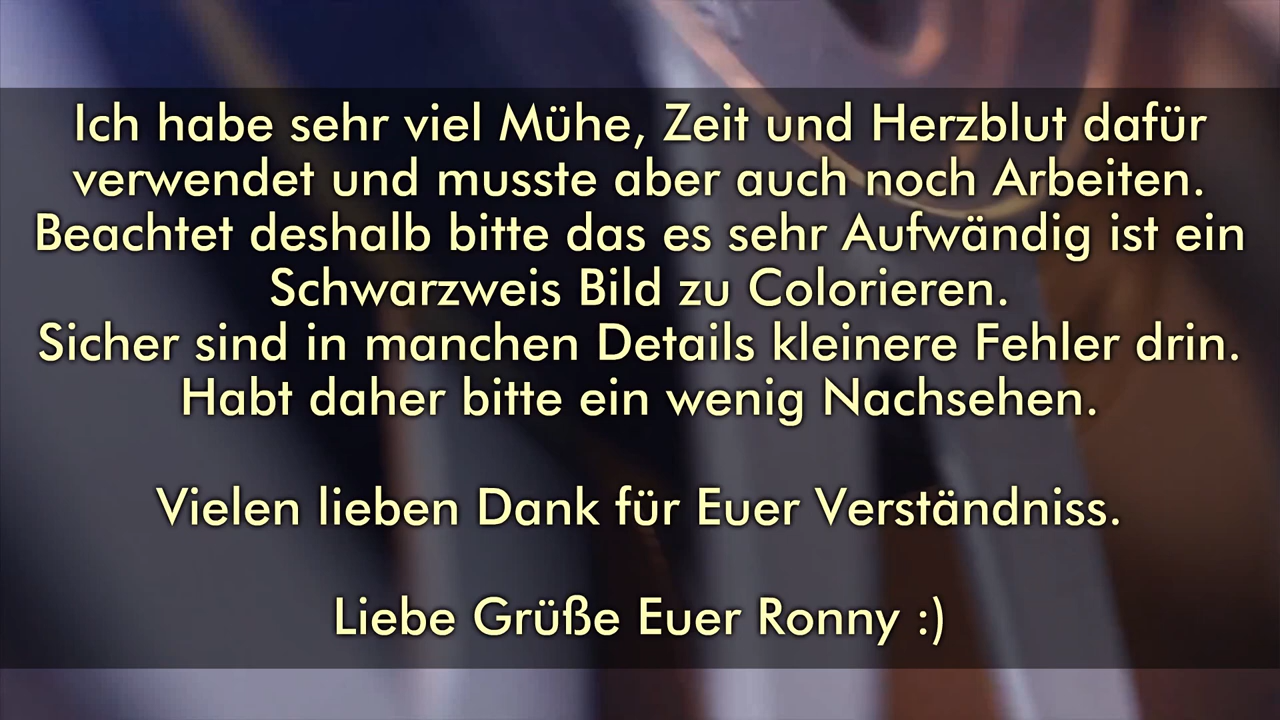 Ich habe sehr viel Mühe, Zeit und Herzblut dafür
verwendet und musste aber auch noch Arbeiten.
Beachtet deshalb bitte das es sehr Aufwändig ist ein
Schwarzweis Bild zu Colorieren.
Sicher sind in manchen Details kleinere Fehler drin.
Habt daher bitte ein wenig Nachsehen.
Vielen lieben Dank für Euer Verständniss.
Liebe Grüße Euer Ronny :)